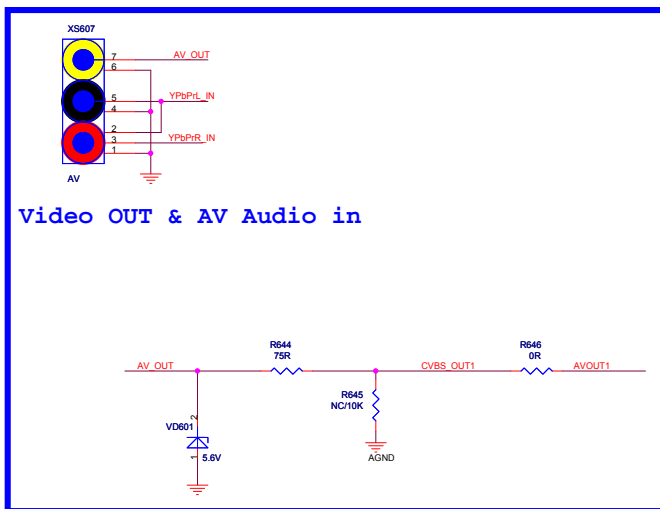 XS607
7 AV_OUT
6
5 YPbPrL_IN
4
2
3 YPbPrR_IN
1
AV
Video OUT & AV Audio in
R644 R646
75R 0R
AV_OUT CVBS_OUT1 AVOUT1
R645
NC/10K
2
VD601
1 5.6V
AGND